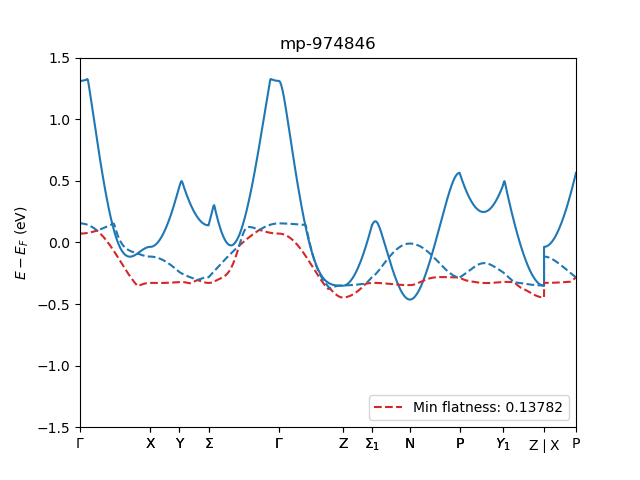 mp-974846
E − E_F (eV)
1.5
1.0
0.5
0.0
−0.5
−1.0
−1.5
Min flatness: 0.13782
Γ X Y Σ Γ Z Σ₁ N P Y₁ Z | X P